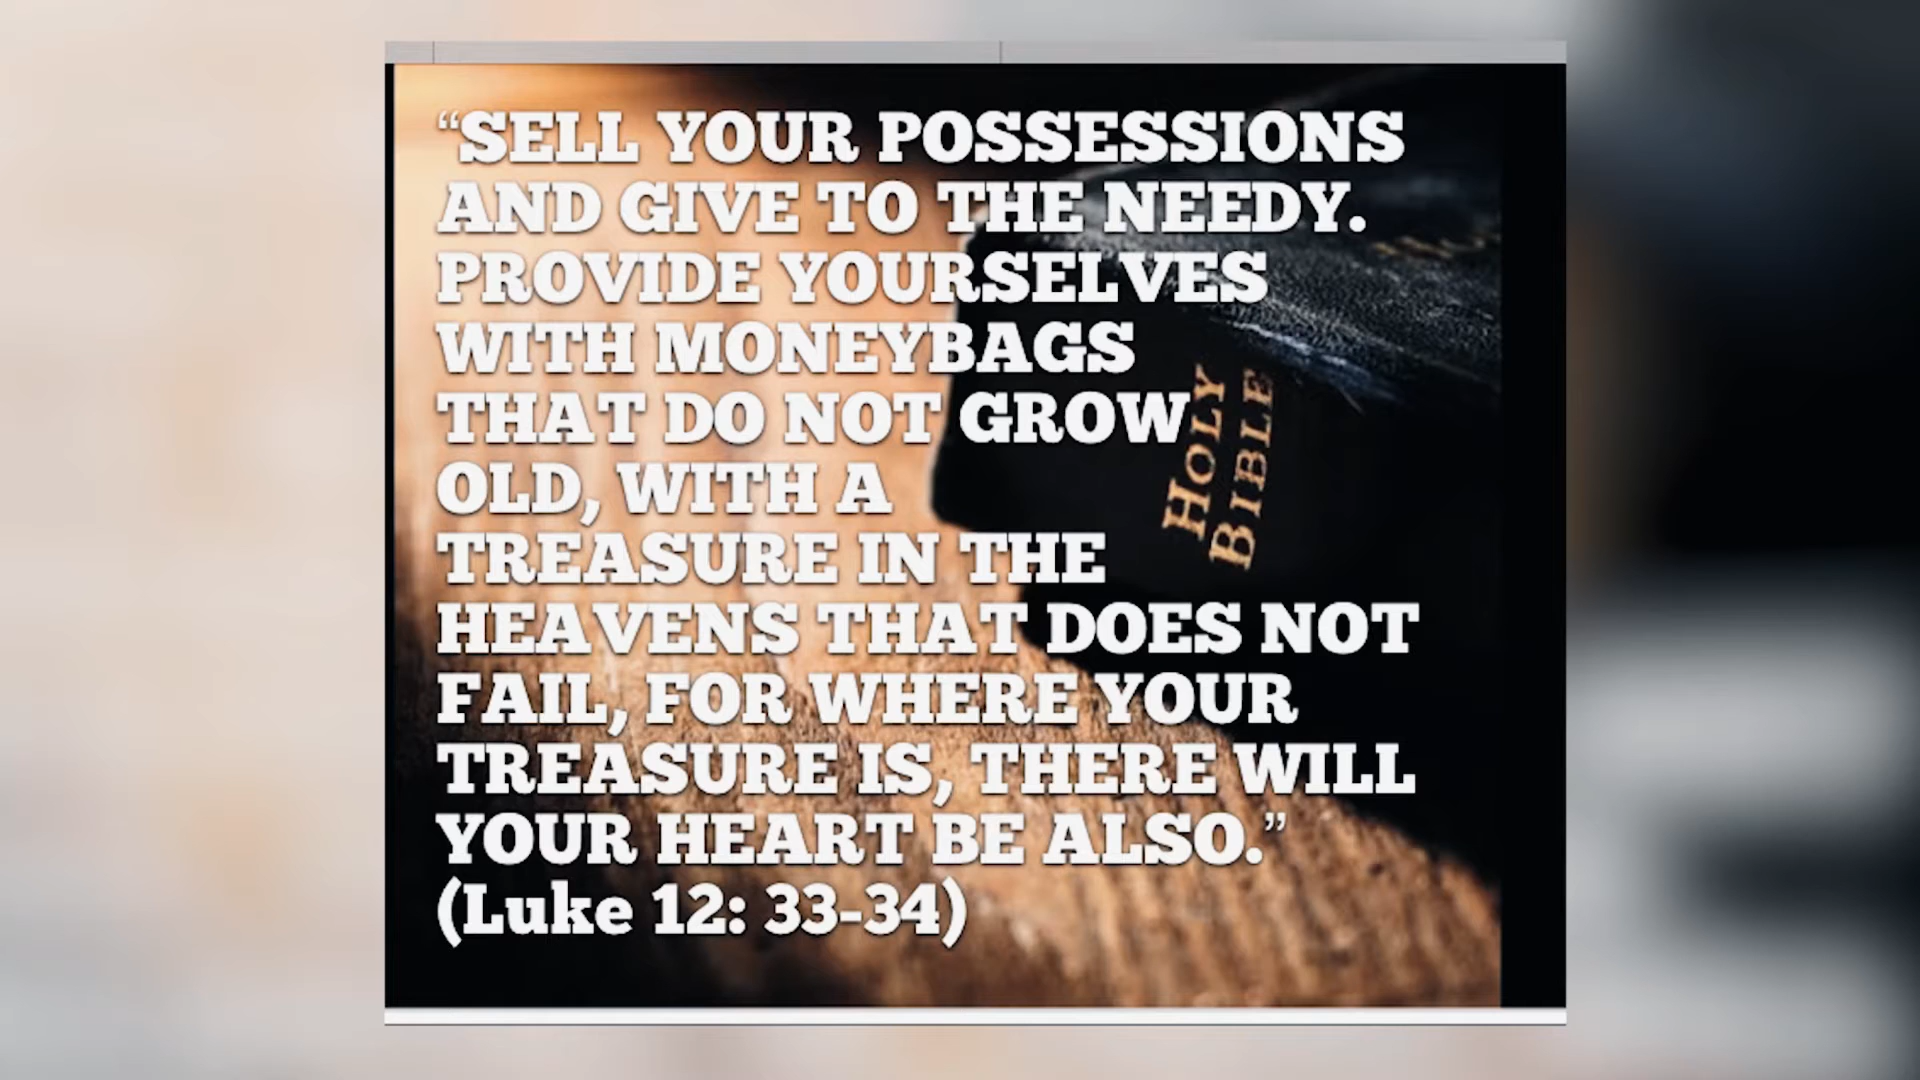 “SELL YOUR POSSESSIONS
AND GIVE TO THE NEEDY.
PROVIDE YOURSELVES
WITH MONEYBAGS
THAT DO NOT GROW
OLD, WITH A
TREASURE IN THE
HEAVENS THAT DOES NOT
FAIL, FOR WHERE YOUR
TREASURE IS, THERE WILL
YOUR HEART BE ALSO.”
(Luke 12: 33-34)
HOLY
BIBLE